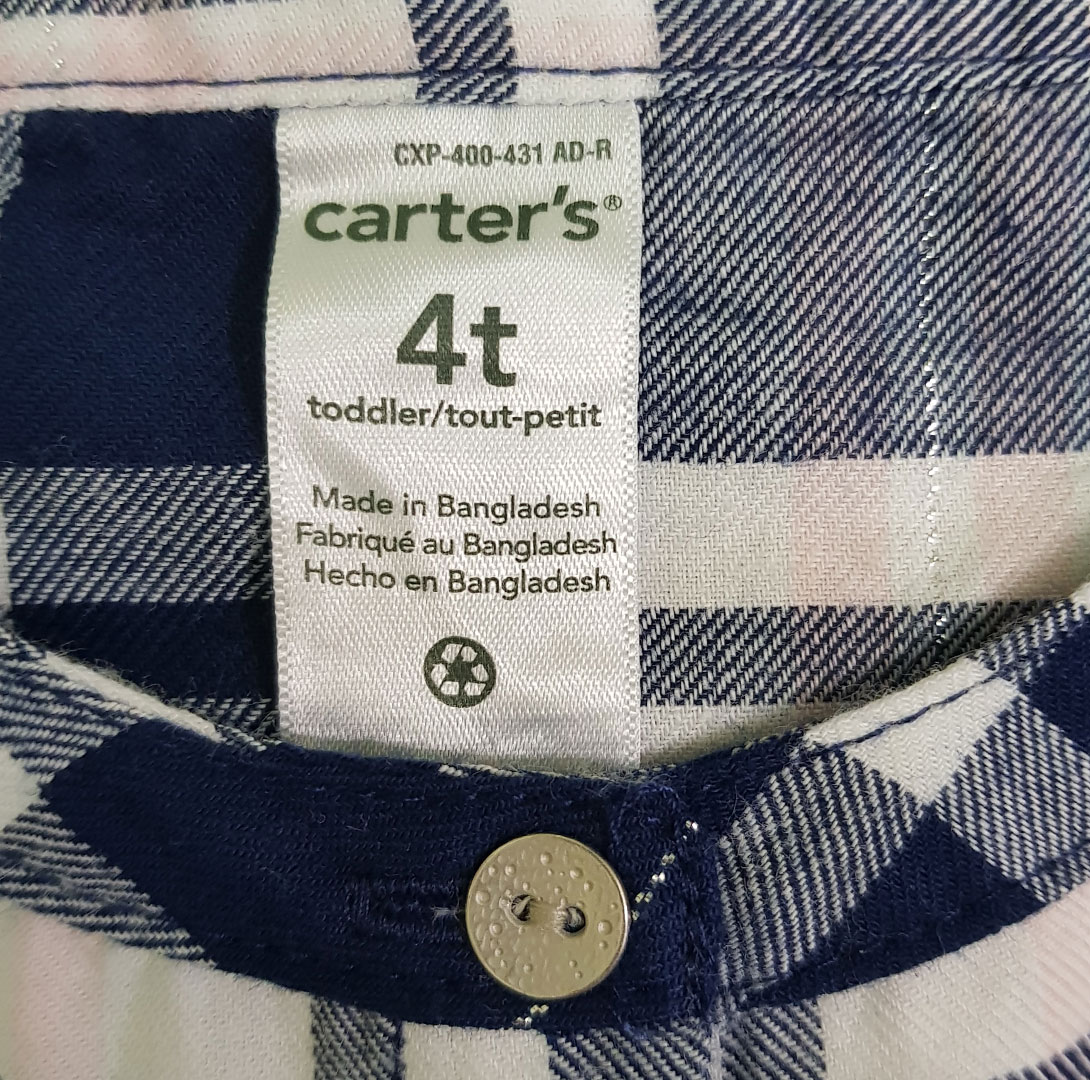 CXP-400-431 AD-R
carter's®
4t
toddler/tout-petit
Made in Bangladesh
Fabriqué au Bangladesh
Hecho en Bangladesh